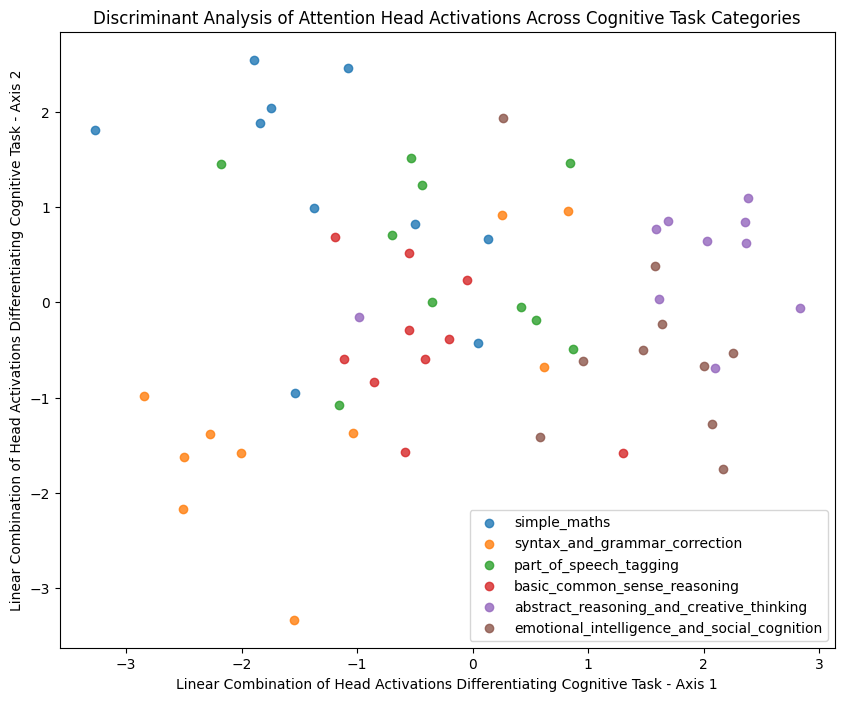 Discriminant Analysis of Attention Head Activations Across Cognitive Task Categories
Linear Combination of Head Activations Differentiating Cognitive Task - Axis 2
2
1
0
−1
−2
−3
simple_maths
syntax_and_grammar_correction
part_of_speech_tagging
basic_common_sense_reasoning
abstract_reasoning_and_creative_thinking
emotional_intelligence_and_social_cognition
−3 −2 −1 0 1 2 3
Linear Combination of Head Activations Differentiating Cognitive Task - Axis 1